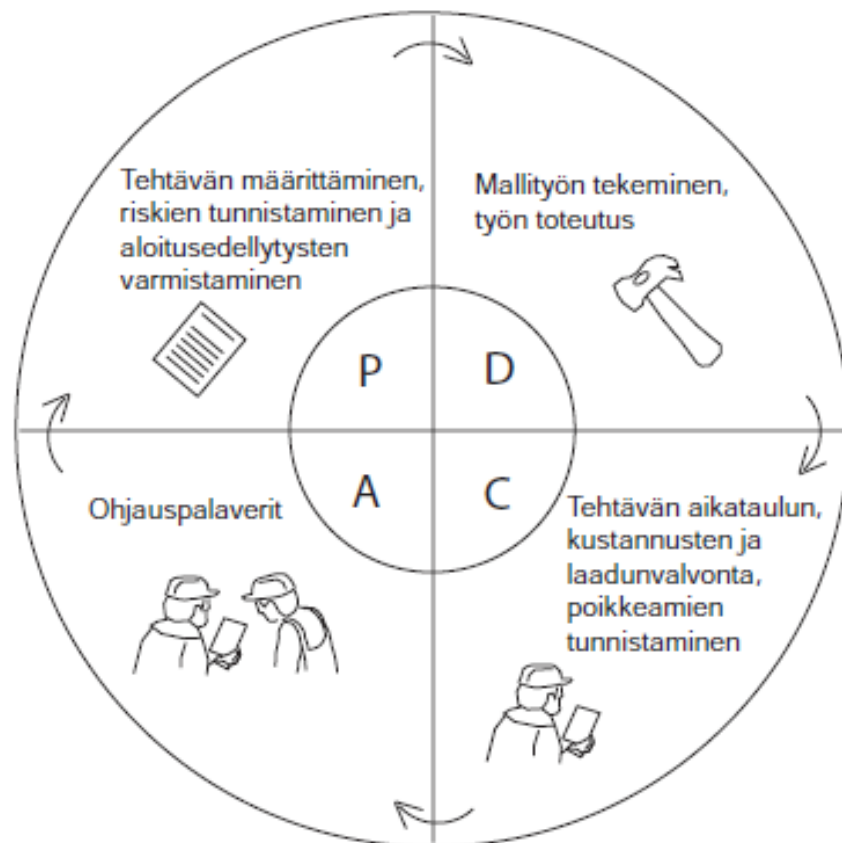 Tehtävän määrittäminen,
riskien tunnistaminen ja
aloitusedellytysten
varmistaminen
Mallityön tekeminen,
työn toteutus
P
D
A
C
Ohjauspalaverit
Tehtävän aikataulun,
kustannusten ja
laadunvalvonta,
poikkeamien
tunnistaminen